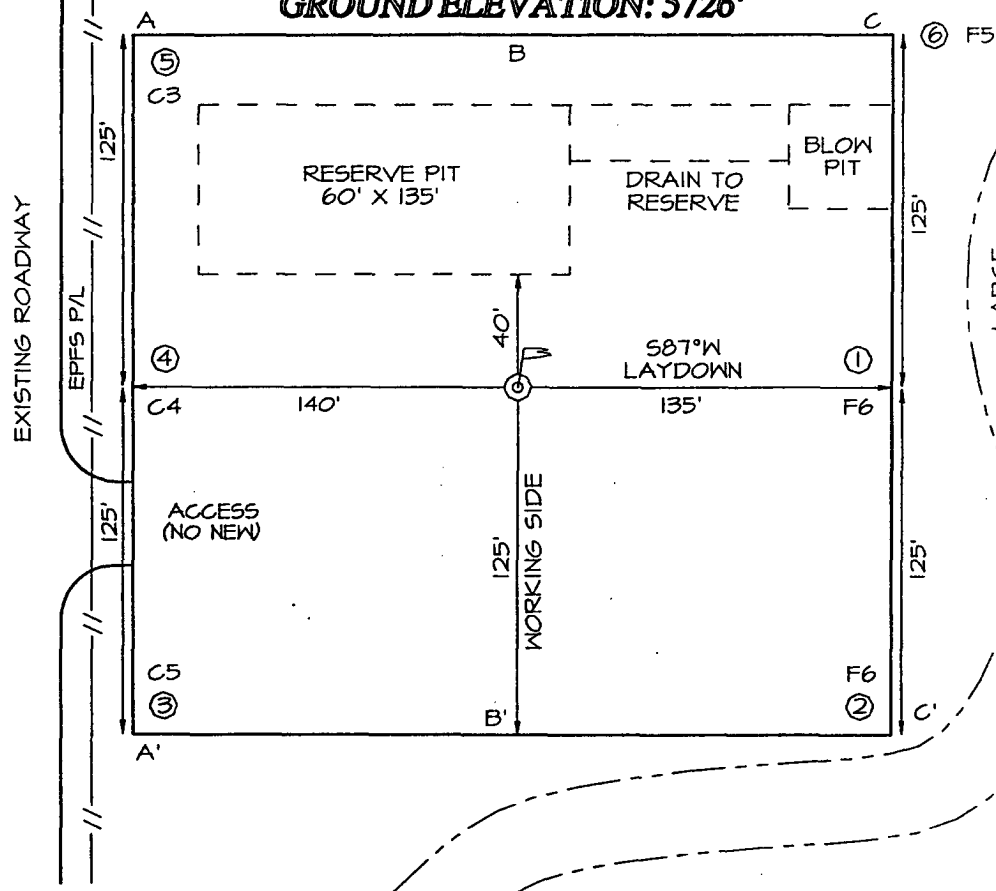 GROUND ELEVATION: 5726'
A
B
C
⑥ F5
⑤
C3
125'
RESERVE PIT
60' X 135'
DRAIN TO
RESERVE
BLOW
PIT
125'
EXISTING ROADWAY
EPFS P/L
④
40'
S87°W
LAYDOWN
①
C4
140'
135'
F6
ACCESS
(NO NEW)
125'
125'
WORKING SIDE
125'
C5
③
F6
②
A'
B'
C'